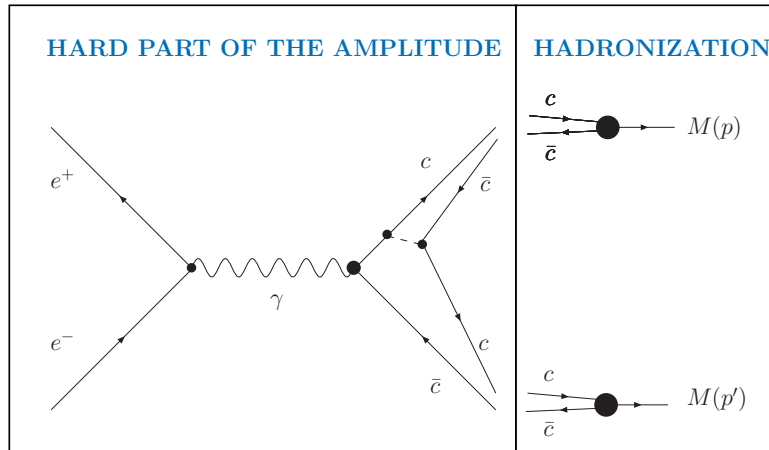 HARD PART OF THE AMPLITUDE
HADRONIZATION
e⁺
e⁻
γ
c
c̄
c
c̄
c
c̄
M(p)
c
c̄
M(p′)